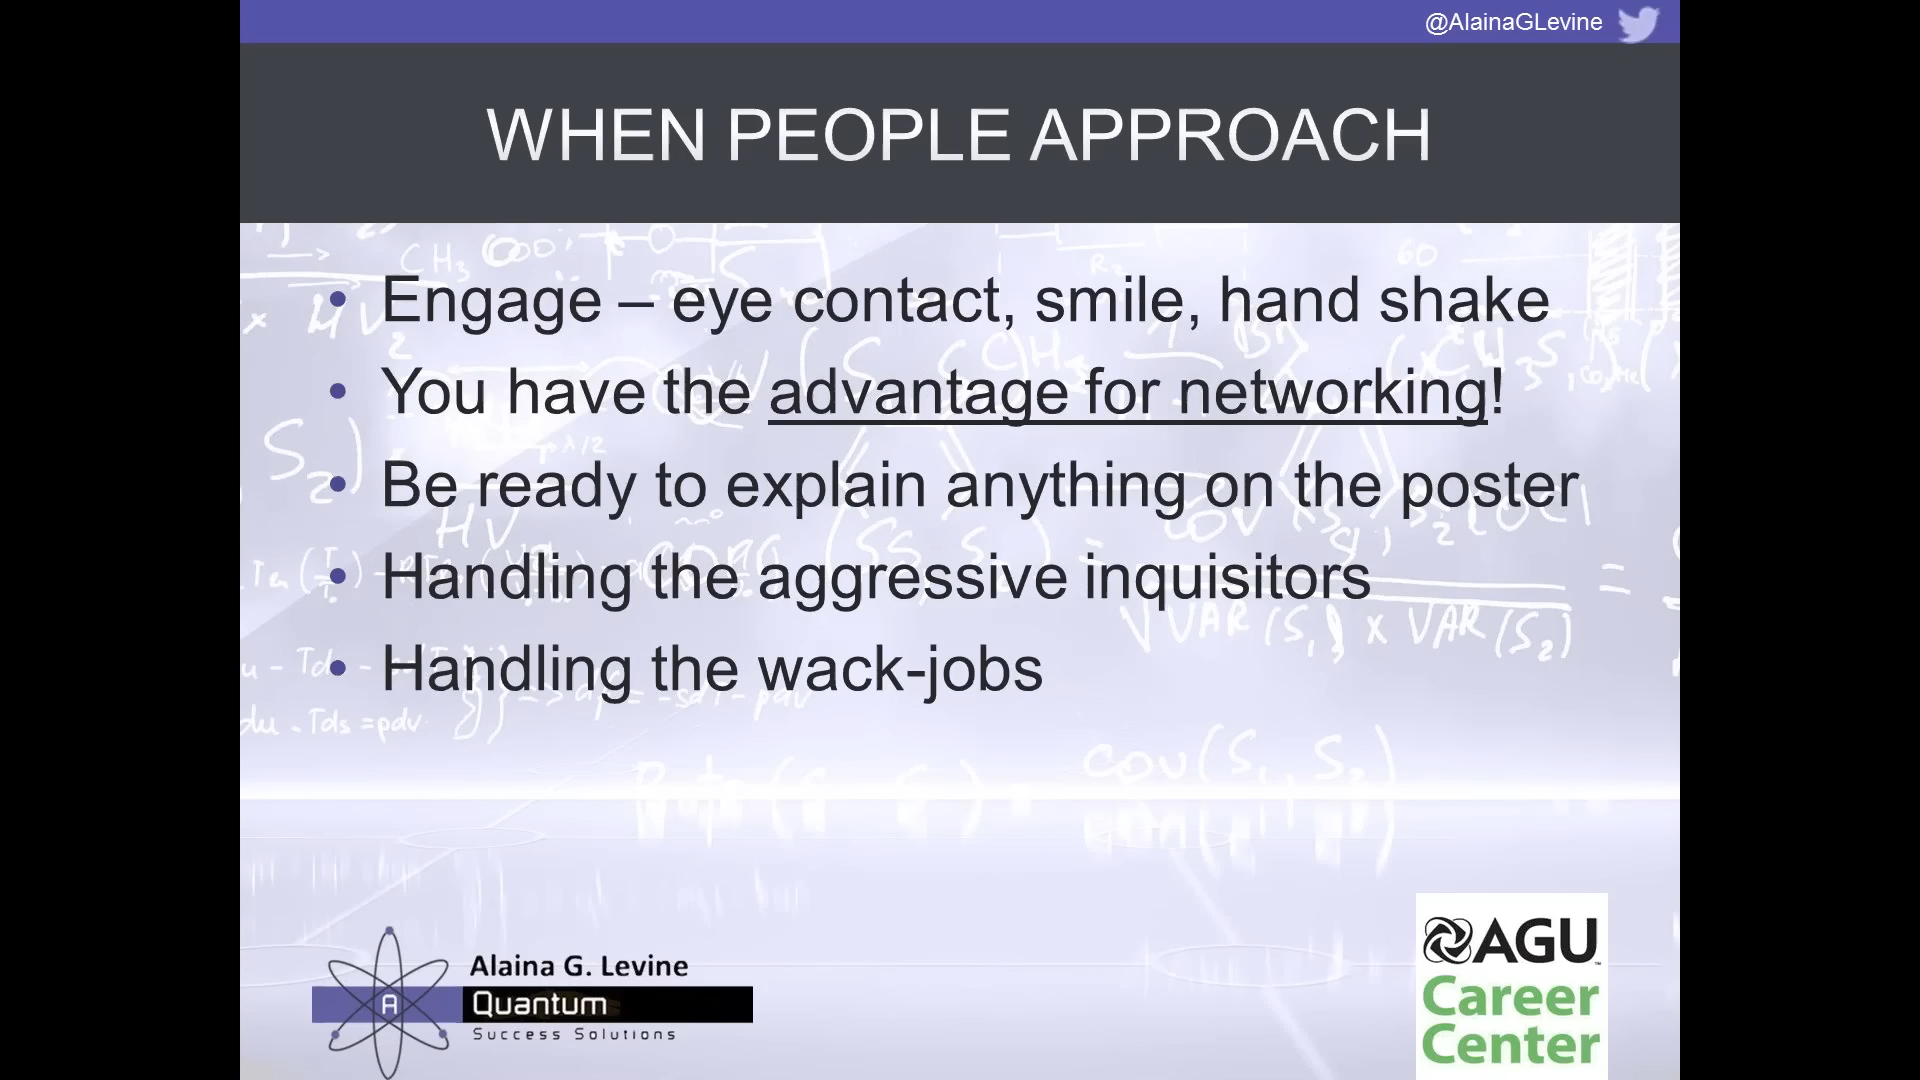 @AlainaGLevine
WHEN PEOPLE APPROACH
• Engage – eye contact, smile, hand shake
• You have the advantage for networking!
• Be ready to explain anything on the poster
• Handling the aggressive inquisitors
• Handling the wack-jobs
Alaina G. Levine
A
Quantum
Success Solutions
AGU
Career
Center